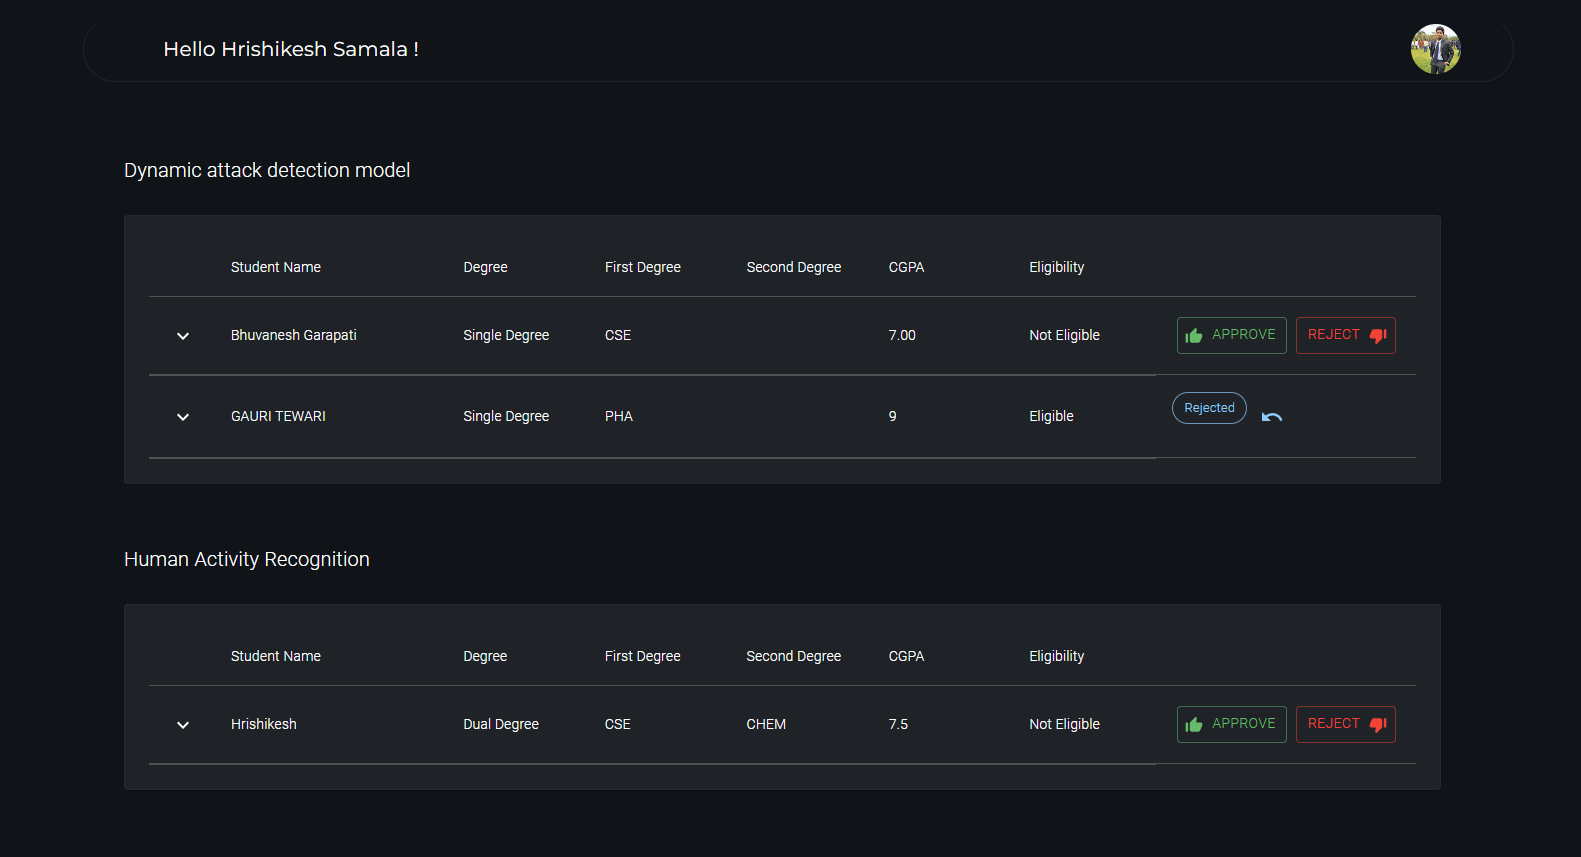 Hello Hrishikesh Samala !
Dynamic attack detection model
Student Name Degree First Degree Second Degree CGPA Eligibility
Bhuvanesh Garapati Single Degree CSE 7.00 Not Eligible APPROVE REJECT
GAURI TEWARI Single Degree PHA 9 Eligible Rejected
Human Activity Recognition
Student Name Degree First Degree Second Degree CGPA Eligibility
Hrishikesh Dual Degree CSE CHEM 7.5 Not Eligible APPROVE REJECT